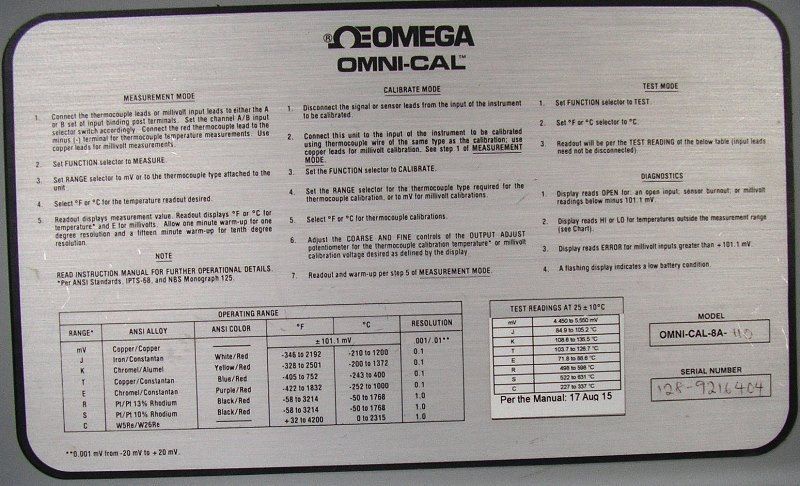 ®ΩEOMEGA
OMNI-CAL™
MEASUREMENT MODE
1. Connect the thermocouple leads or millivolt input leads to either the A
or B set of input binding post terminals. Set the channel A/B input
selector switch accordingly. Connect the red thermocouple lead to the
minus (-) terminal for thermocouple temperature measurements. Use
copper leads for millivolt measurements.
2. Set FUNCTION selector to MEASURE.
3. Set RANGE selector to mV or to the thermocouple type attached to the
unit.
4. Select °F or °C for the temperature readout desired.
5. Readout displays measurement value. Readout displays °F or °C for
temperature* and E for millivolts. Allow one minute warm-up for one
degree resolution and a fifteen minute warm-up for tenth degree
resolution.
NOTE
READ INSTRUCTION MANUAL FOR FURTHER OPERATIONAL DETAILS.
*Per ANSI Standards, IPTS-68, and NBS Monograph 125.
CALIBRATE MODE
1. Disconnect the signal or sensor leads from the input of the instrument
to be calibrated.
2. Connect this unit to the input of the instrument to be calibrated
using thermocouple wire of the same type as the calibration; use
copper leads for millivolt calibration. See step 1 of MEASUREMENT
MODE.
3. Set the FUNCTION selector to CALIBRATE.
4. Set the RANGE selector for the thermocouple type required for the
thermocouple calibration, or to mV for millivolt calibrations.
5. Select °F or °C for thermocouple calibrations.
6. Adjust the COARSE AND FINE controls of the OUTPUT ADJUST
potentiometer for the thermocouple calibration temperature* or millivolt
calibration voltage desired as defined by the display
7. Readout and warm-up per step 5 of MEASUREMENT MODE.
TEST MODE
1. Set FUNCTION selector to TEST.
2. Set °F or °C selector to °C.
3. Readout will be per the TEST READING of the below table (input leads
need not be disconnected).
DIAGNOSTICS
1. Display reads OPEN for: an open input; sensor burnout; or millivolt
readings below minus 101.1 mV.
2. Display reads HI or LO for temperatures outside the measurement range
(see Chart).
3. Display reads ERROR for millivolt inputs greater than +101.1 mV.
4. A flashing display indicates a low battery condition.
OPERATING RANGE
RANGE* ANSI ALLOY ANSI COLOR °F °C RESOLUTION
mV Copper/Copper ——— ±101.1 mV .001/.01**
J Iron/Constantan White/Red -346 to 2192 -210 to 1200 0.1
K Chromel/Alumel Yellow/Red -328 to 2501 -200 to 1372 0.1
T Copper/Constantan Blue/Red -405 to 752 -243 to 400 0.1
E Chromel/Constantan Purple/Red -422 to 1832 -252 to 1000 0.1
R Pt/Pt 13% Rhodium Black/Red -58 to 3214 -50 to 1768 1.0
S Pt/Pt 10% Rhodium Black/Red -58 to 3214 -50 to 1768 1.0
C W5Re/W26Re ——— +32 to 4200 0 to 2315 1.0
**0.001 mV from -20 mV to +20 mV.
TEST READINGS AT 25 ± 10°C
mV 4.450 to 5.550 mV
J 84.9 to 105.2 °C
K 108.6 to 135.5 °C
T 103.7 to 126.7 °C
E 71.8 to 88.6 °C
R 498 to 598 °C
S 522 to 631 °C
C 227 to 337 °C
Per the Manual: 17 Aug 15
MODEL
OMNI-CAL-8A- 110
SERIAL NUMBER
128-9216404